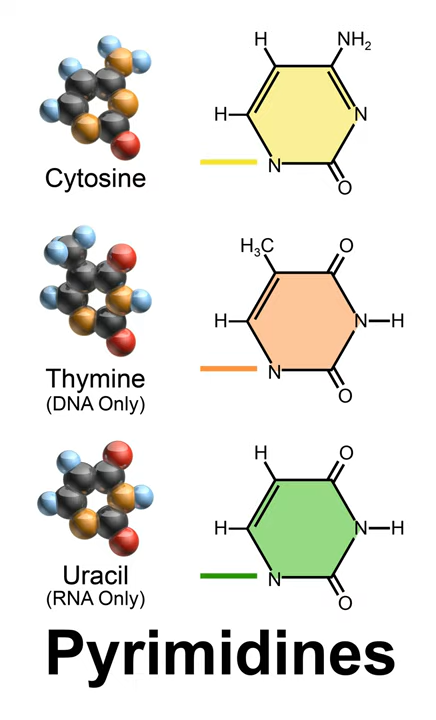 H
NH₂
H
N
N
O
Cytosine
H₃C
O
H
N-H
N
O
Thymine
(DNA Only)
H
O
H
N-H
N
O
Uracil
(RNA Only)
Pyrimidines